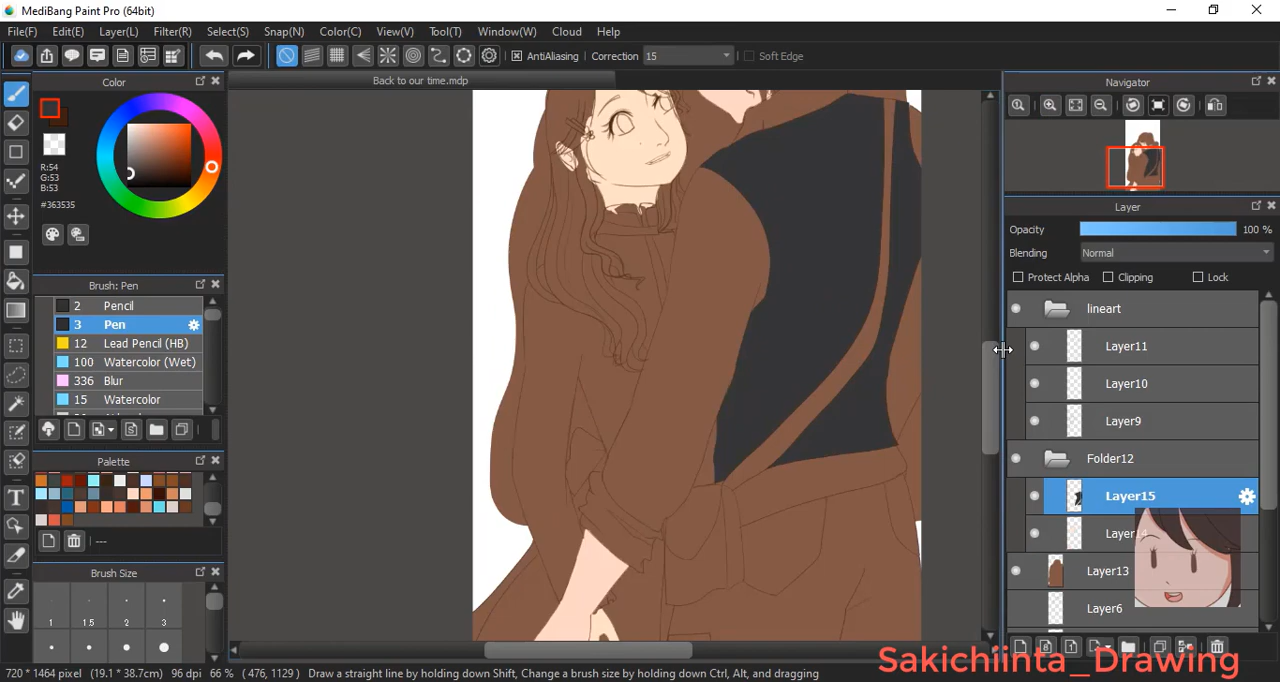 MediBang Paint Pro (64bit)
File(F) Edit(E) Layer(L) Filter(R) Select(S) Snap(N) Color(C) View(V) Tool(T) Window(W) Cloud Help
AntiAliasing Correction 15 Soft Edge
Color
Back to our time.mdp
Navigator
R:54
G:53
B:53
#363535
Layer
Opacity 100 %
Blending Normal
Protect Alpha Clipping Lock
Brush: Pen
2 Pencil
3 Pen
12 Lead Pencil (HB)
100 Watercolor (Wet)
336 Blur
15 Watercolor
lineart
Layer11
Layer10
Layer9
Folder12
Layer15
Layer14
Layer13
Layer6
Palette
---
Brush Size
1 1.5 2 3
Sakichiinta_Drawing
720 * 1464 pixel (19.1 * 38.7cm) 96 dpi 66 % ( 476, 1129) Draw a straight line by holding down Shift, Change a brush size by holding down Ctrl, Alt, and dragging